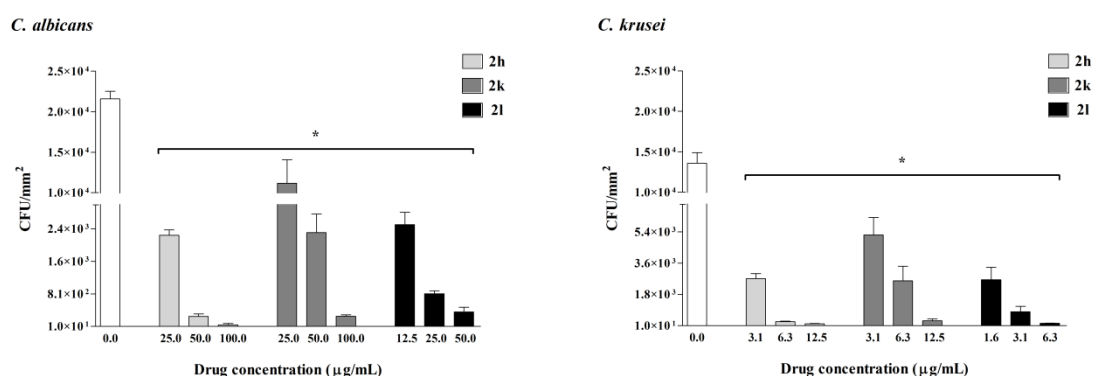 C. albicans
2h
2k
2l
2.5×10⁴
2.0×10⁴
1.5×10⁴
1.0×10⁴
2.4×10³
1.6×10³
8.1×10²
1.0×10¹
CFU/mm²
*
0.0 25.0 50.0 100.0 25.0 50.0 100.0 12.5 25.0 50.0
Drug concentration (μg/mL)
C. krusei
2h
2k
2l
2.5×10⁴
2.0×10⁴
1.5×10⁴
1.0×10⁴
5.4×10³
3.6×10³
1.8×10³
1.0×10¹
CFU/mm²
*
0.0 3.1 6.3 12.5 3.1 6.3 12.5 1.6 3.1 6.3
Drug concentration (μg/mL)